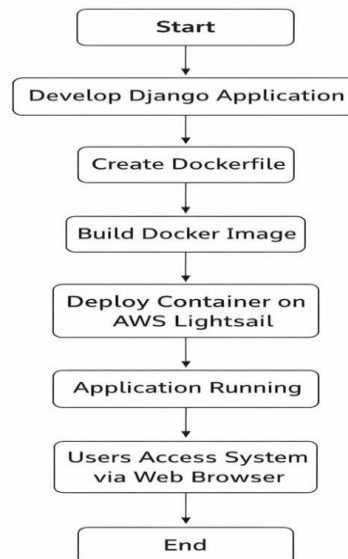 Start
Develop Django Application
Create Dockerfile
Build Docker Image
Deploy Container on
AWS Lightsail
Application Running
Users Access System
via Web Browser
End